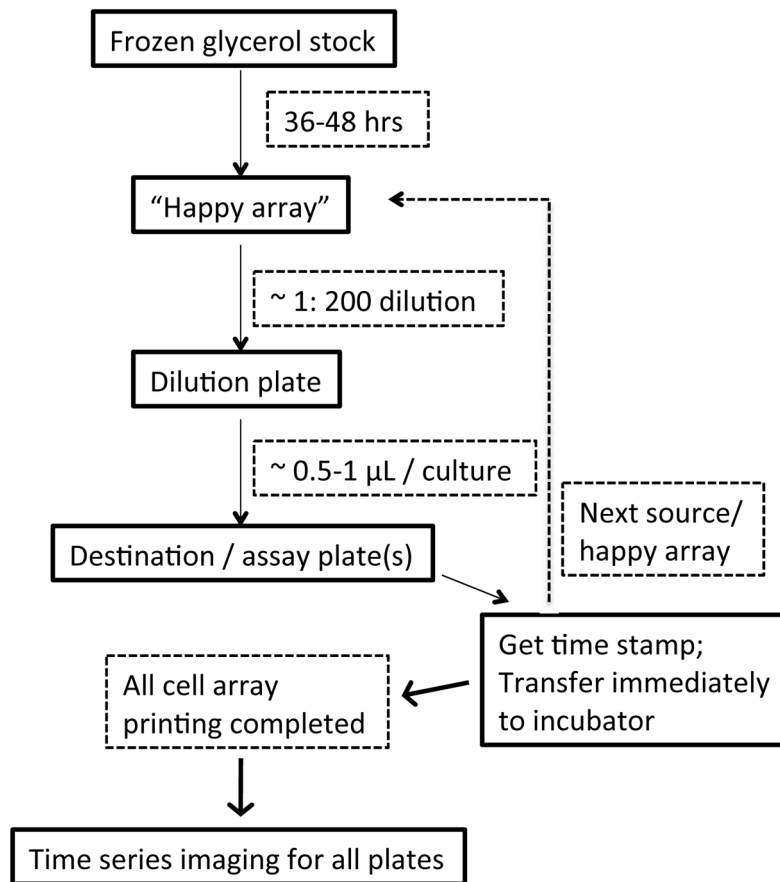 Frozen glycerol stock
36-48 hrs
“Happy array”
~ 1: 200 dilution
Dilution plate
~ 0.5-1 µL / culture
Next source/
happy array
Destination / assay plate(s)
Get time stamp;
Transfer immediately
to incubator
All cell array
printing completed
Time series imaging for all plates